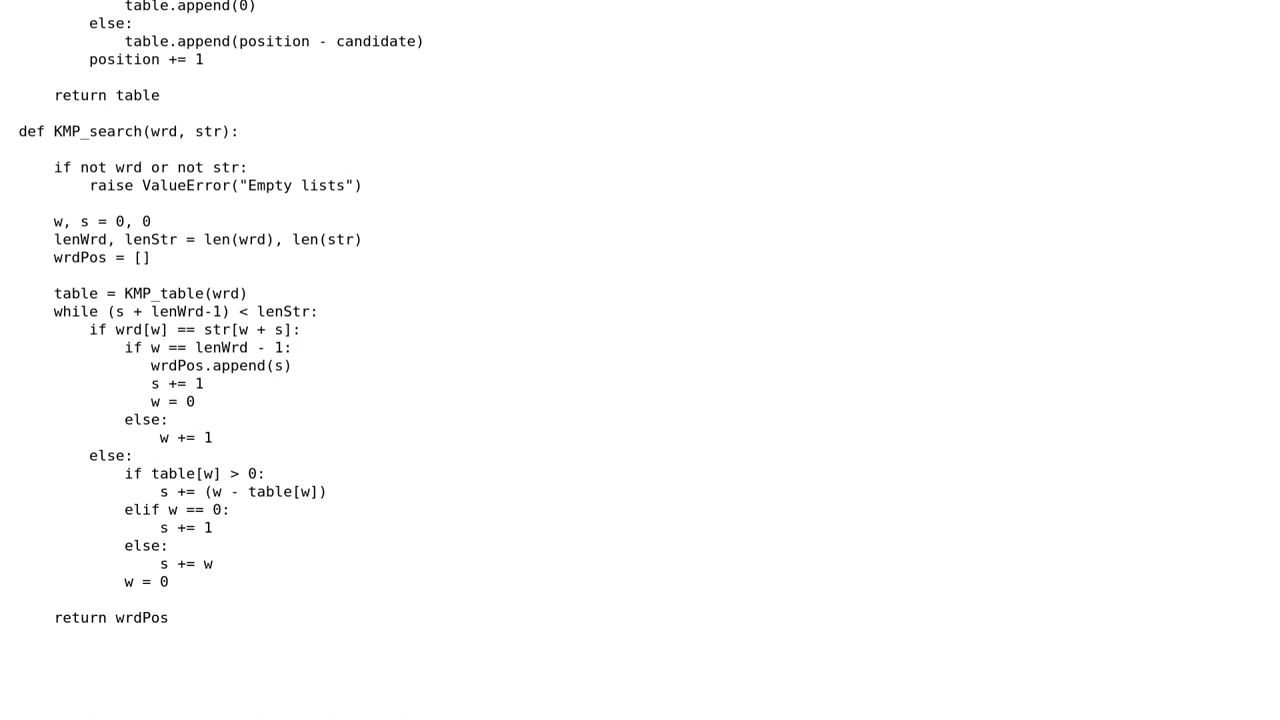 table.append(0)
        else:
            table.append(position - candidate)
        position += 1

    return table

def KMP_search(wrd, str):

    if not wrd or not str:
        raise ValueError("Empty lists")

    w, s = 0, 0
    lenWrd, lenStr = len(wrd), len(str)
    wrdPos = []

    table = KMP_table(wrd)
    while (s + lenWrd-1) < lenStr:
        if wrd[w] == str[w + s]:
            if w == lenWrd - 1:
               wrdPos.append(s)
               s += 1
               w = 0
            else:
                w += 1
        else:
            if table[w] > 0:
                s += (w - table[w])
            elif w == 0:
                s += 1
            else:
                s += w
            w = 0

    return wrdPos